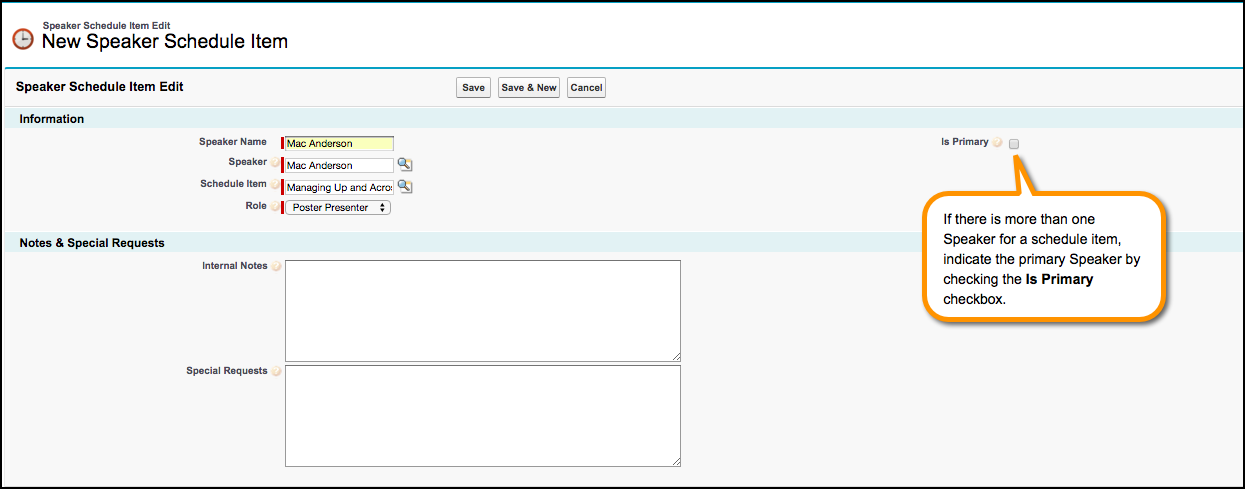 Speaker Schedule Item Edit
New Speaker Schedule Item
Speaker Schedule Item Edit
Save
Save & New
Cancel
Information
Speaker Name
Mac Anderson
Is Primary
Speaker
Mac Anderson
Schedule Item
Managing Up and Acros
Role
Poster Presenter
If there is more than one
Speaker for a schedule item,
indicate the primary Speaker by
checking the Is Primary
checkbox.
Notes & Special Requests
Internal Notes
Special Requests